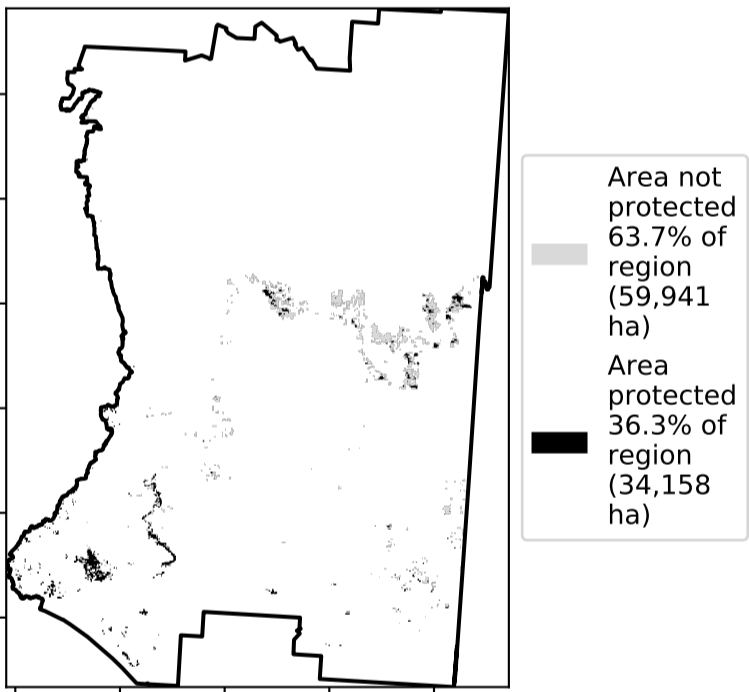 Area not
protected
63.7% of
region
(59,941
ha)
Area
protected
36.3% of
region
(34,158
ha)